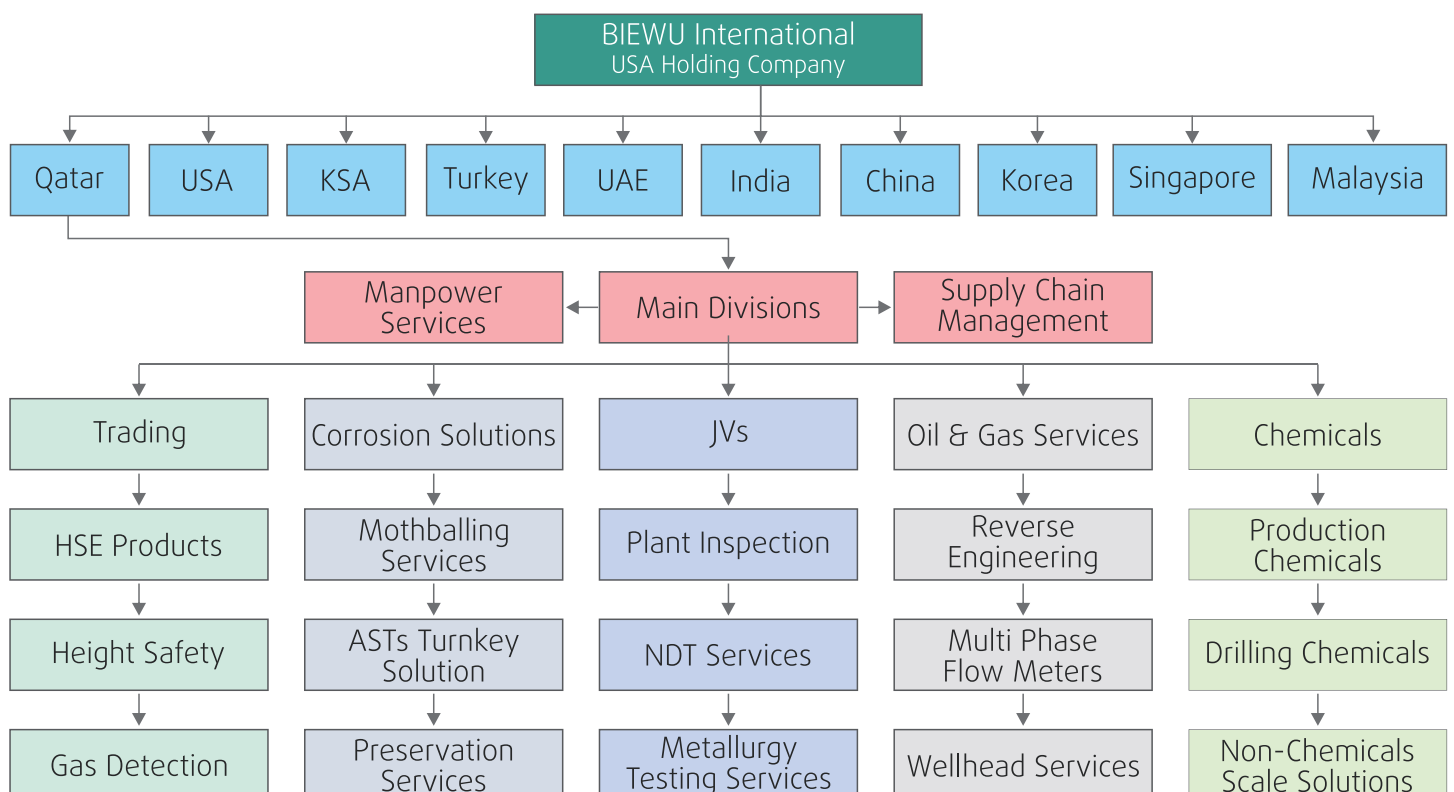 BIEWU International
USA Holding Company
Qatar
USA
KSA
Turkey
UAE
India
China
Korea
Singapore
Malaysia
Manpower
Services
Main Divisions
Supply Chain
Management
Trading
Corrosion Solutions
JVs
Oil & Gas Services
Chemicals
HSE Products
Mothballing
Services
Plant Inspection
Reverse
Engineering
Production
Chemicals
Height Safety
ASTs Turnkey
Solution
NDT Services
Multi Phase
Flow Meters
Drilling Chemicals
Gas Detection
Preservation
Services
Metallurgy
Testing Services
Wellhead Services
Non-Chemicals
Scale Solutions